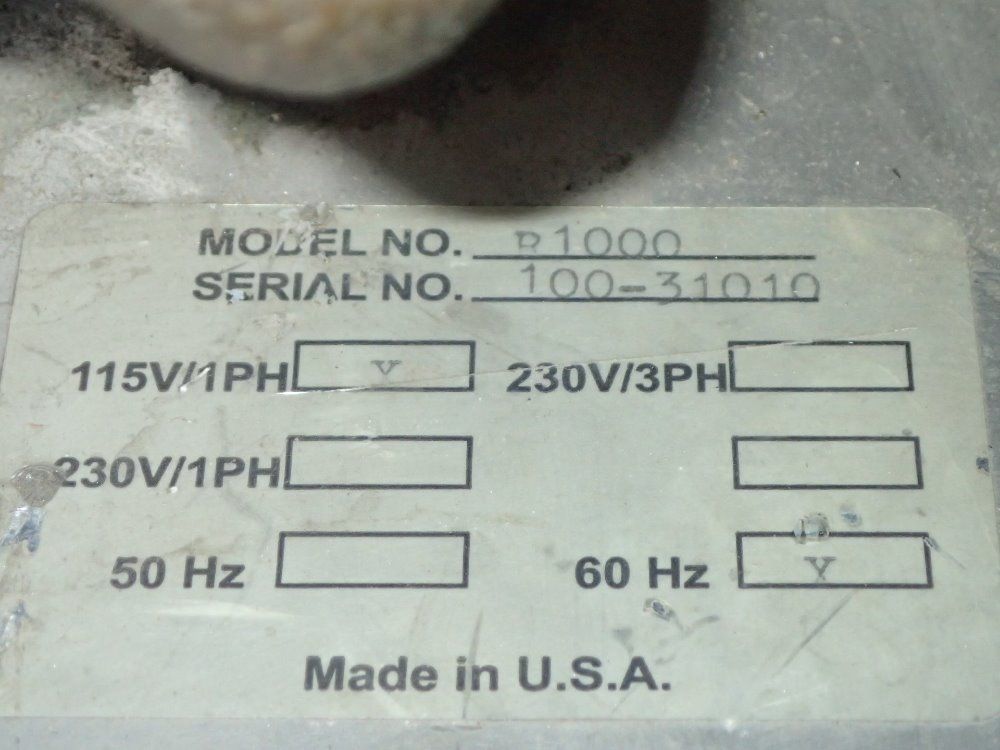 MODEL NO. R1000
SERIAL NO. 100-31010
115V/1PH X 230V/3PH
230V/1PH
50 Hz 60 Hz X
Made in U.S.A.